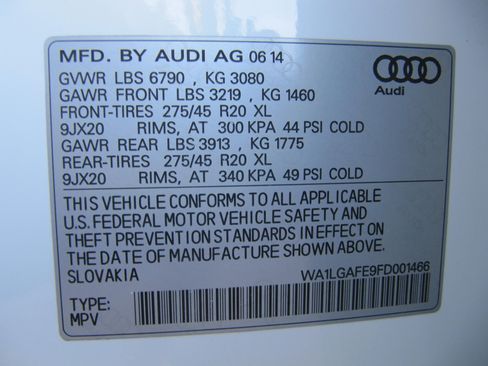 MFD. BY AUDI AG 06 14
GVWR LBS 6790 , KG 3080
GAWR FRONT LBS 3219 , KG 1460
Audi
FRONT-TIRES 275/45 R20 XL
9JX20 RIMS, AT 300 KPA 44 PSI COLD
GAWR REAR LBS 3913 , KG 1775
REAR-TIRES 275/45 R20 XL
9JX20 RIMS, AT 340 KPA 49 PSI COLD
THIS VEHICLE CONFORMS TO ALL APPLICABLE
U.S. FEDERAL MOTOR VEHICLE SAFETY AND
THEFT PREVENTION STANDARDS IN EFFECT ON
THE DATE OF MANUFACTURE SHOWN ABOVE.
SLOVAKIA WA1LGAFE9FD001466
TYPE:
MPV